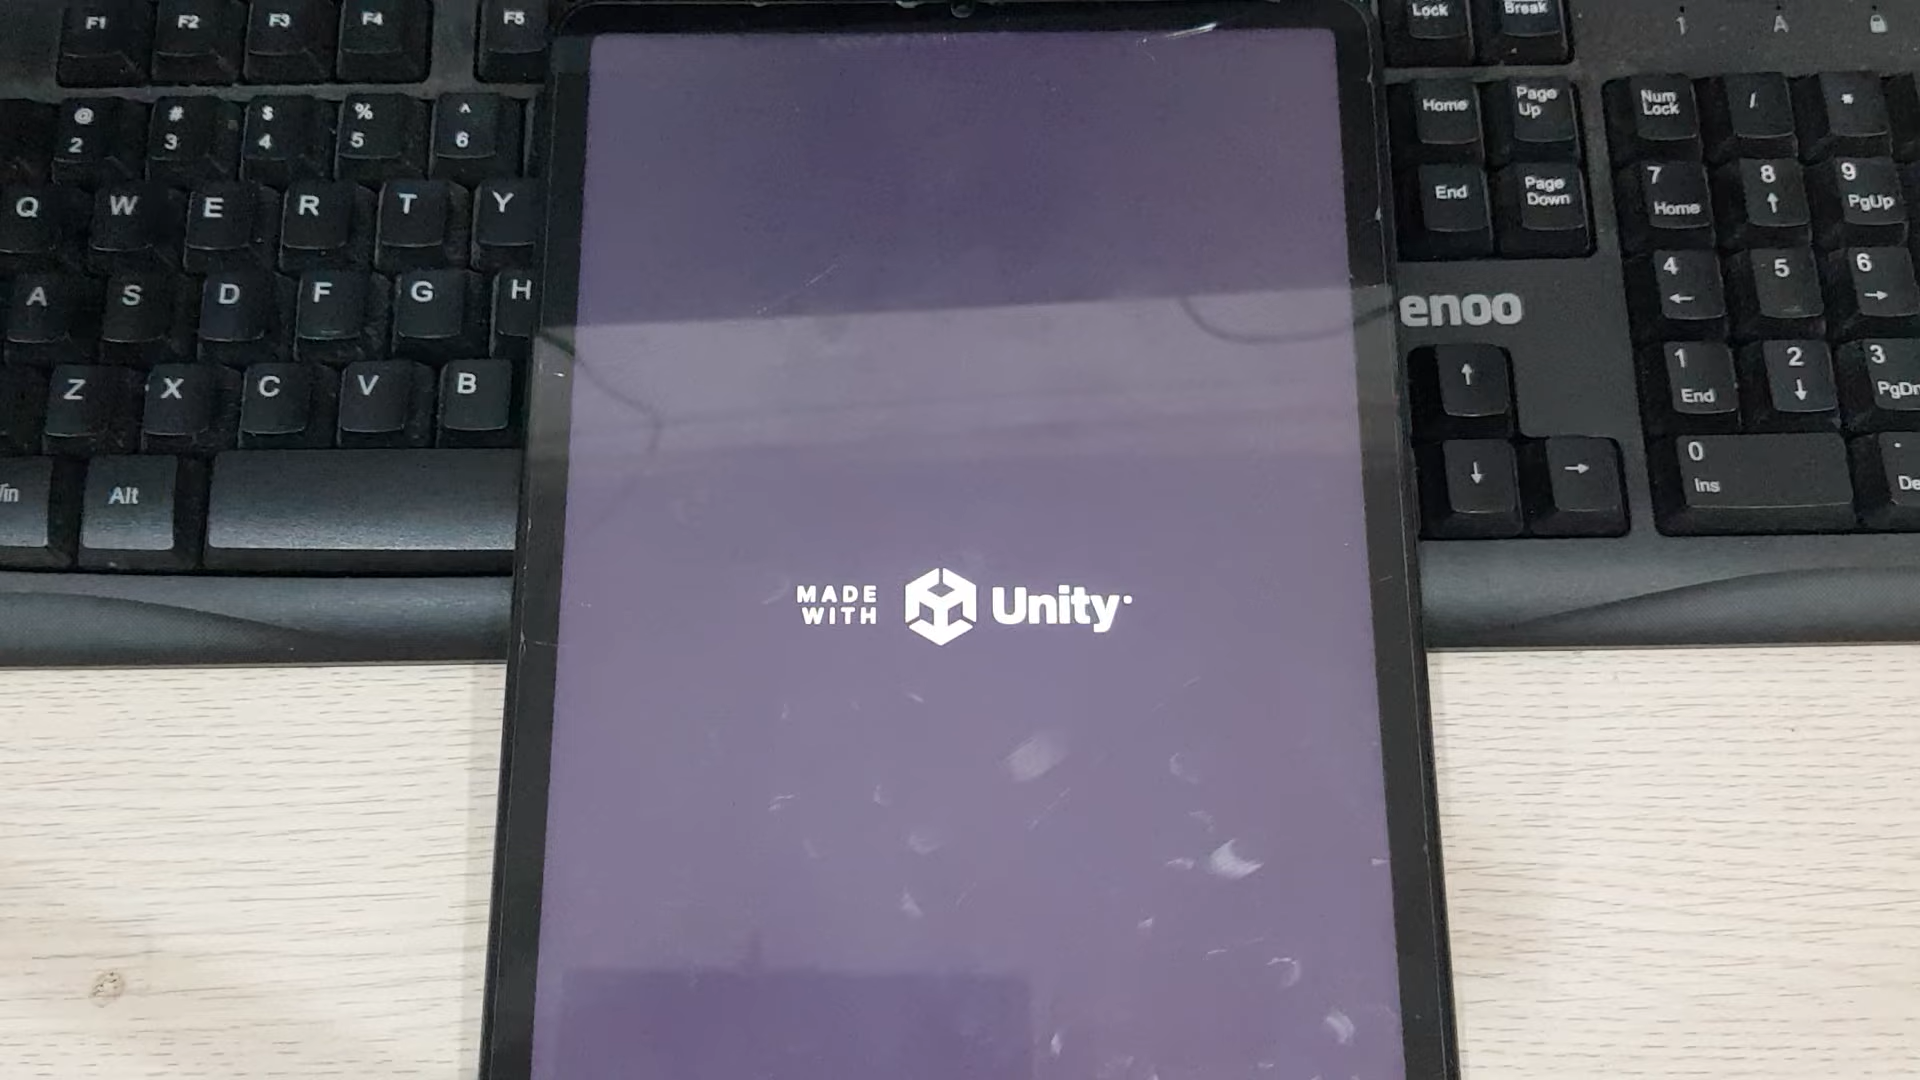 F1 F2 F3 F4 F5
Lock
Break
1 A
@ # $ % ^
2 3 4 5 6
Home
Page
Up
Num
Lock
/
*
Q W E R T Y
End
Page
Down
7
Home
8
↑
9
PgUp
A S D F G H
enoo
4
←
5
6
→
Z X C V B
↑
1
End
2
↓
3
Alt
↓ →
0
Ins
.
MADE
WITH
Unity